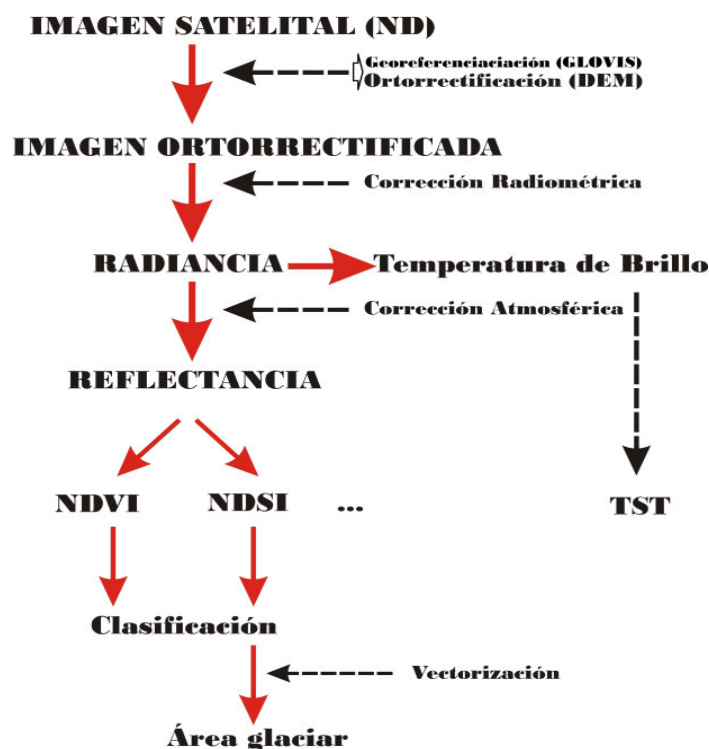 IMAGEN SATELITAL (ND)
Georeferenciaciación (GLOVIS)
Ortorrectificación (DEM)
IMAGEN ORTORRECTIFICADA
Corrección Radiométrica
RADIANCIA
Temperatura de Brillo
Corrección Atmosférica
REFLECTANCIA
NDVI
NDSI
...
TST
Clasificación
Vectorización
Área glaciar